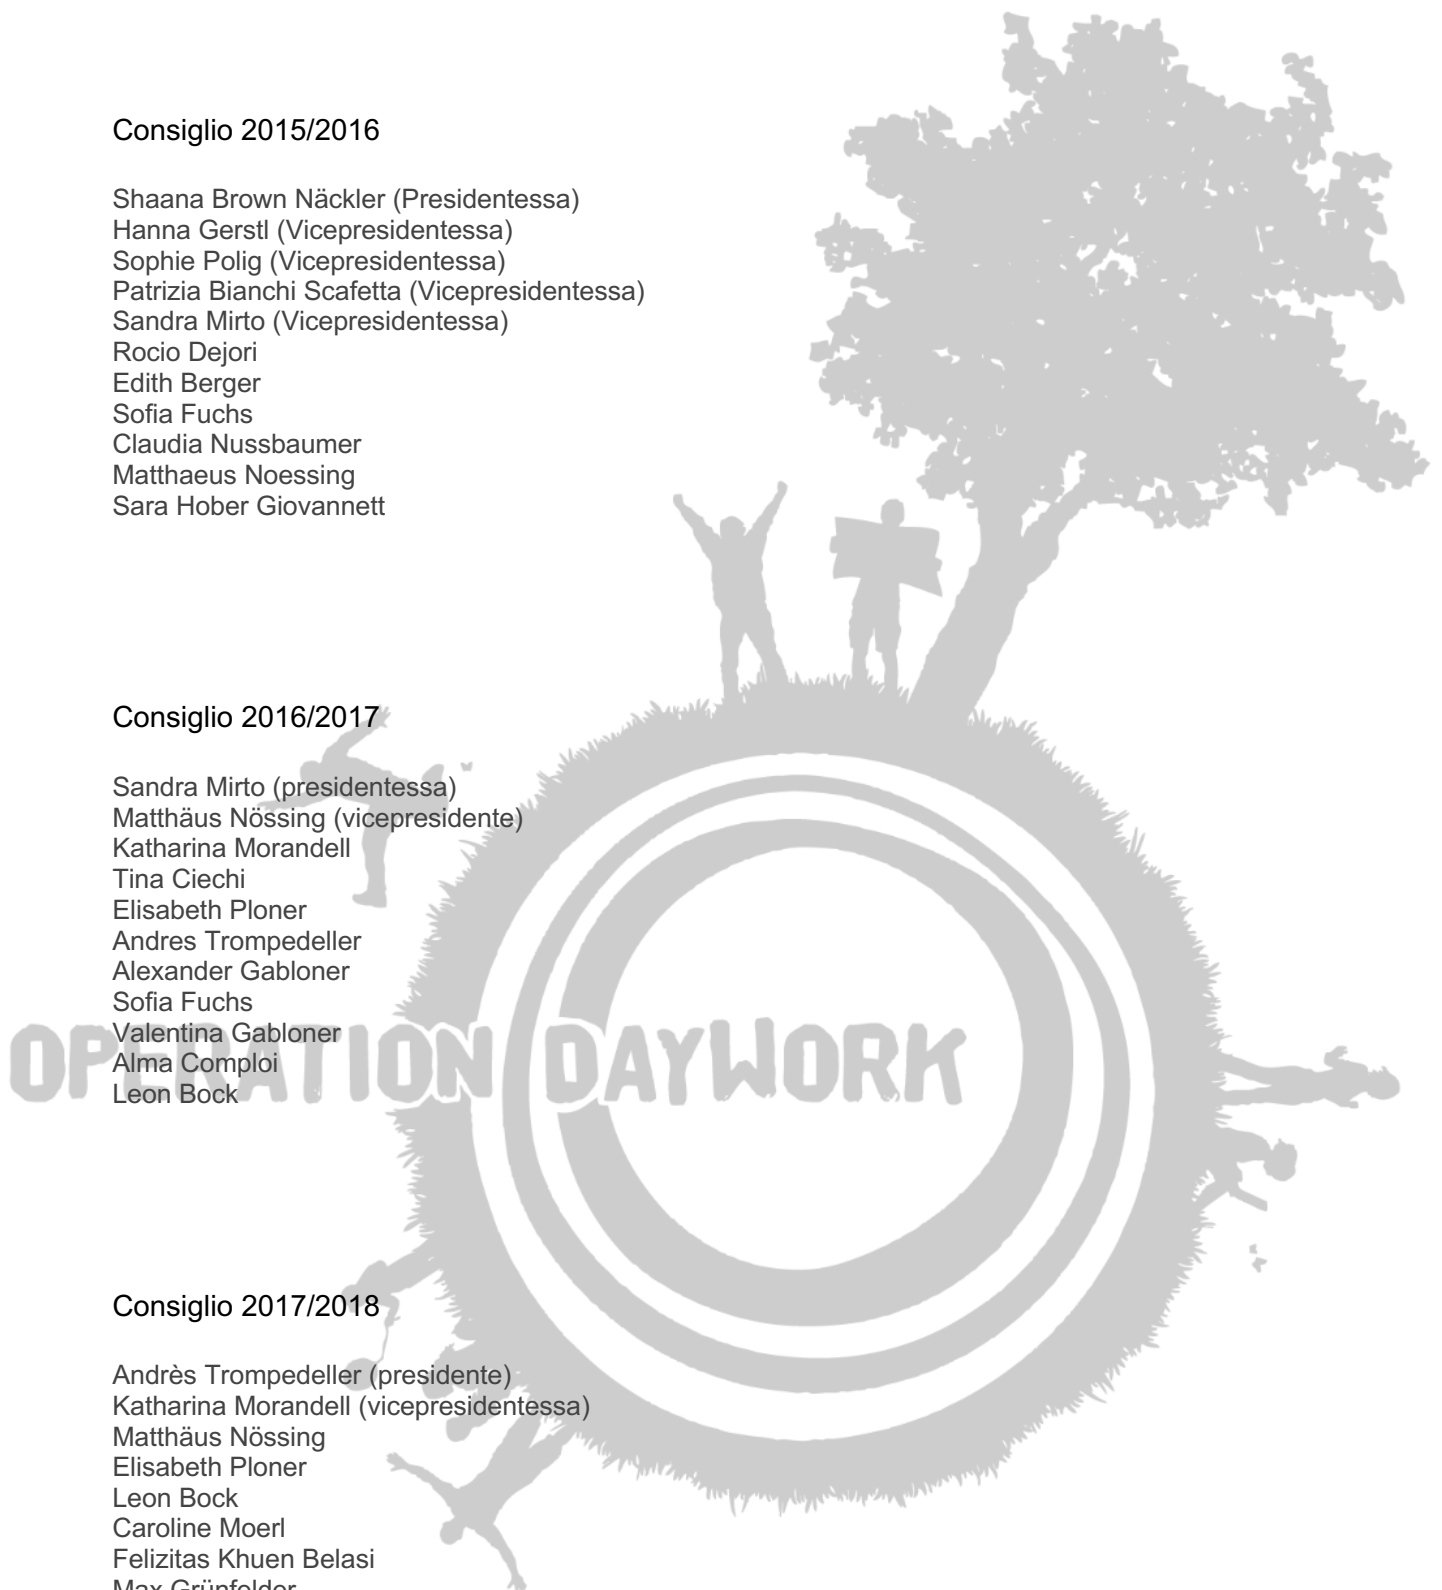 Consiglio 2015/2016
Shaana Brown Näckler (Presidentessa)
Hanna Gerstl (Vicepresidentessa)
Sophie Polig (Vicepresidentessa)
Patrizia Bianchi Scafetta (Vicepresidentessa)
Sandra Mirto (Vicepresidentessa)
Rocio Dejori
Edith Berger
Sofia Fuchs
Claudia Nussbaumer
Matthaeus Noessing
Sara Hober Giovannett
Consiglio 2016/2017
Sandra Mirto (presidentessa)
Matthäus Nössing (vicepresidente)
Katharina Morandell
Tina Ciechi
Elisabeth Ploner
Andres Trompedeller
Alexander Gabloner
Sofia Fuchs
Valentina Gabloner
Alma Comploi
Leon Bock
OPERATION DAYWORK
Consiglio 2017/2018
Andrès Trompedeller (presidente)
Katharina Morandell (vicepresidentessa)
Matthäus Nössing
Elisabeth Ploner
Leon Bock
Caroline Moerl
Felizitas Khuen Belasi
Max Grünfelder